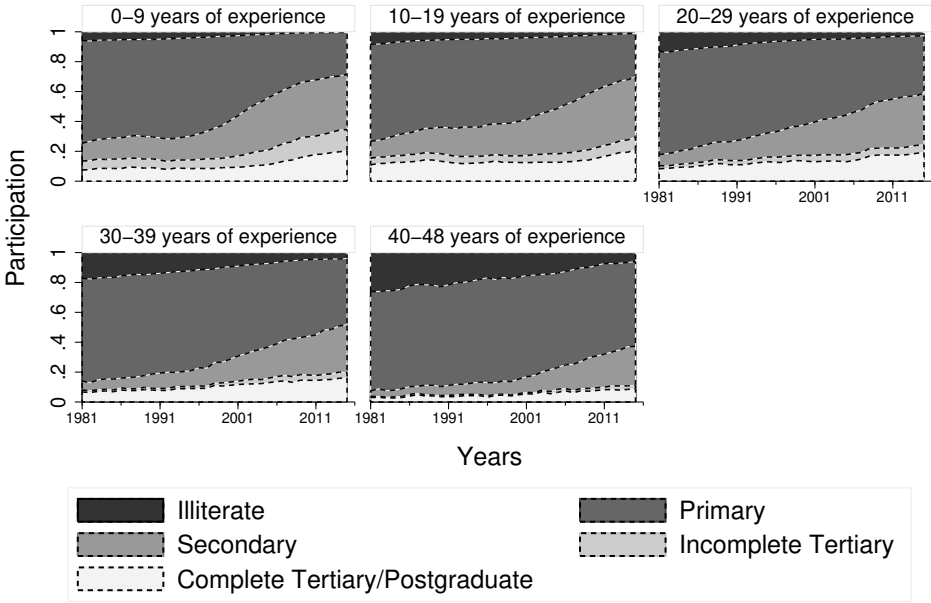 0–9 years of experience
10–19 years of experience
20–29 years of experience
Participation
0 .2 .4 .6 .8 1
1981 1991 2001 2011
30–39 years of experience
40–48 years of experience
0 .2 .4 .6 .8 1
1981 1991 2001 2011
1981 1991 2001 2011
Years
Illiterate
Primary
Secondary
Incomplete Tertiary
Complete Tertiary/Postgraduate